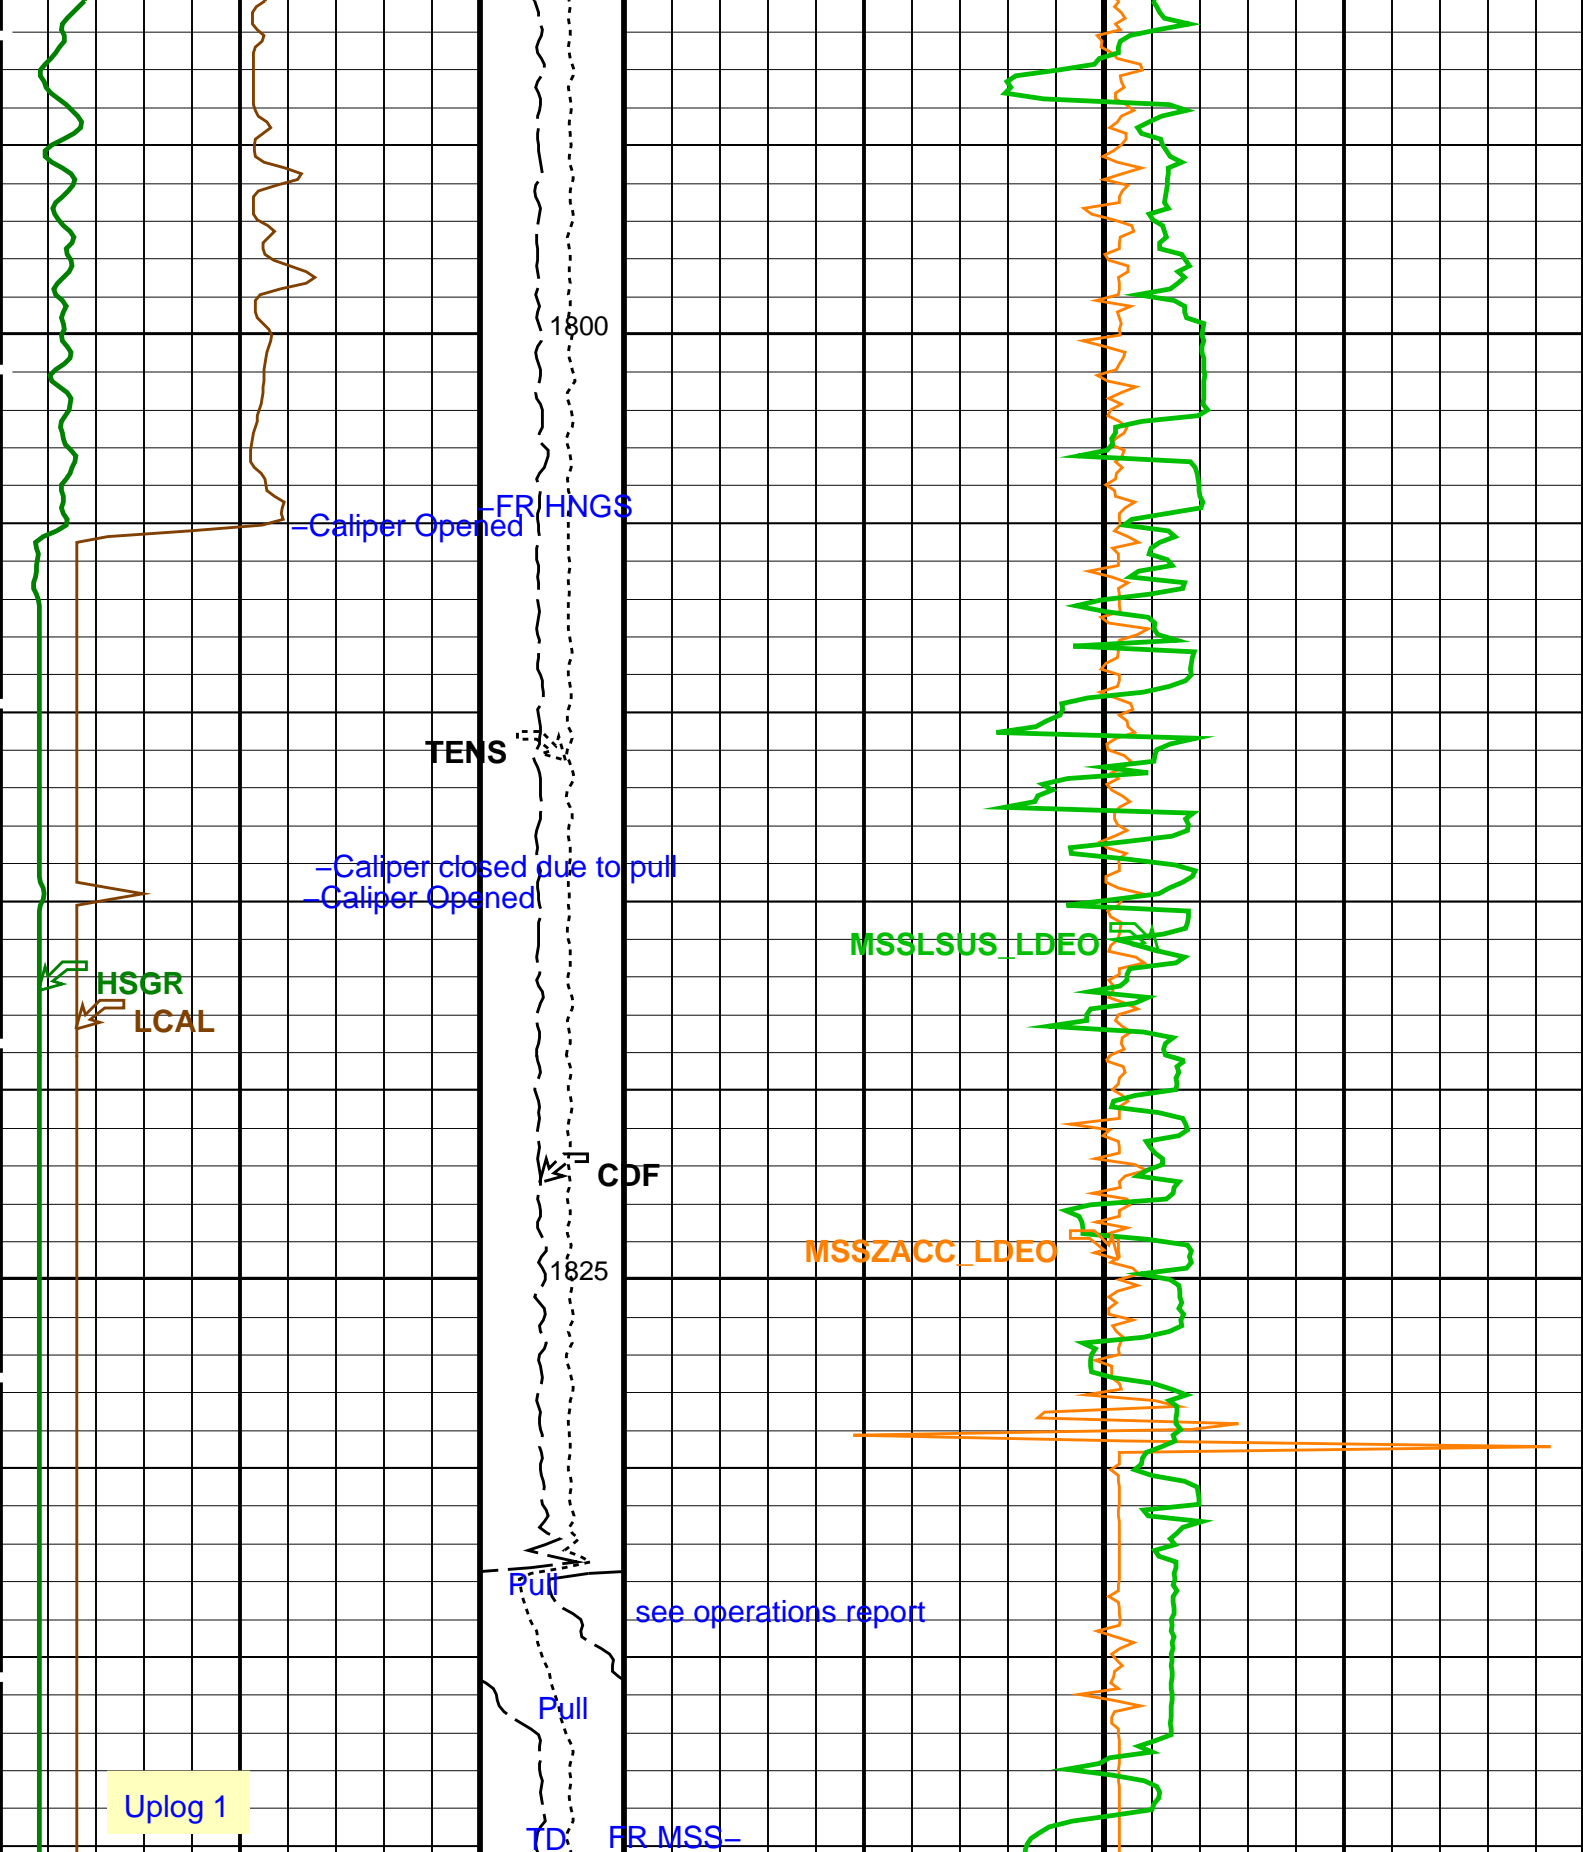 1800
–FR HNGS
–Caliper Opened
TENS
–Caliper closed due to pull
–Caliper Opened
MSSLSUS_LDEO
HSGR
LCAL
CDF
MSSZACC_LDEO
1825
Pull
see operations report
Pull
Uplog 1
TD
FR MSS–